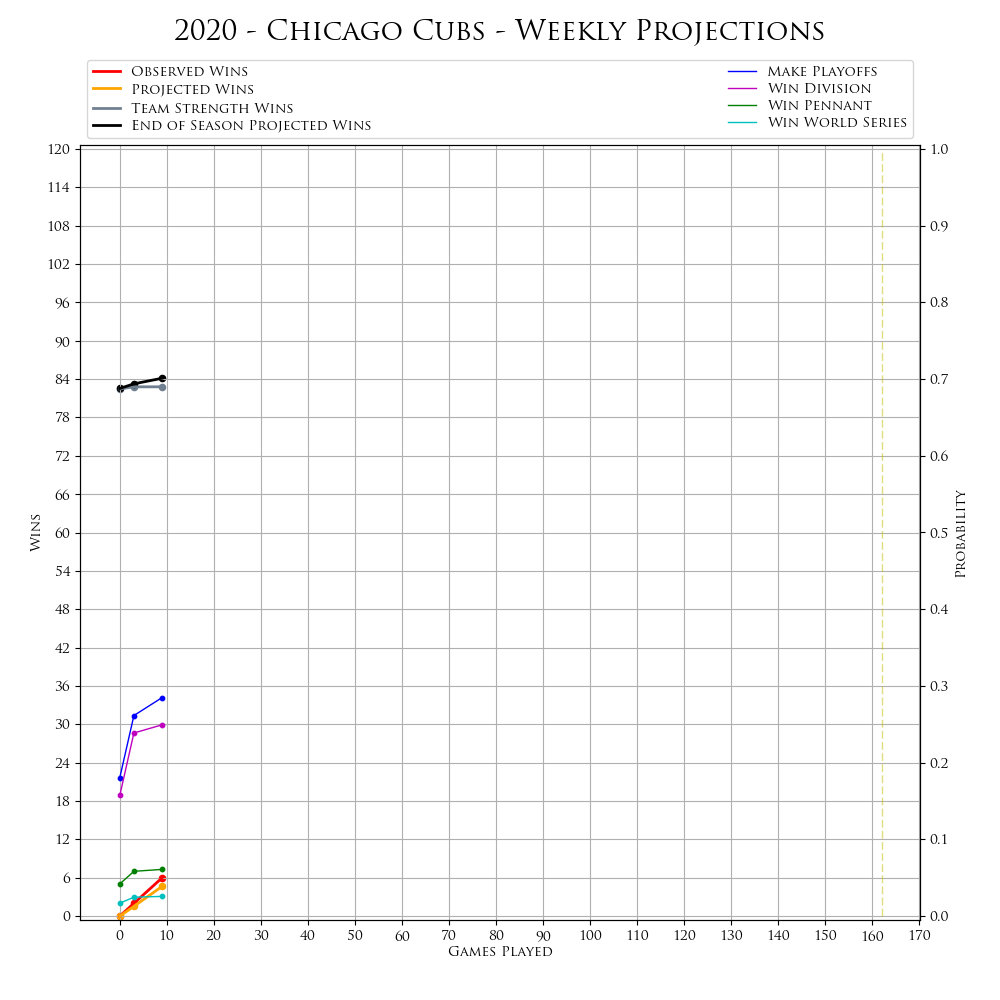 2020 - Chicago Cubs - Weekly Projections
Observed Wins
Projected Wins
Team Strength Wins
End of Season Projected Wins
Make Playoffs
Win Division
Win Pennant
Win World Series
120
114
108
102
96
90
84
78
72
66
60
54
48
42
36
30
24
18
12
6
0
Wins
1.0
0.9
0.8
0.7
0.6
0.5
0.4
0.3
0.2
0.1
0.0
Probability
0 10 20 30 40 50 60 70 80 90 100 110 120 130 140 150 160 170
Games Played